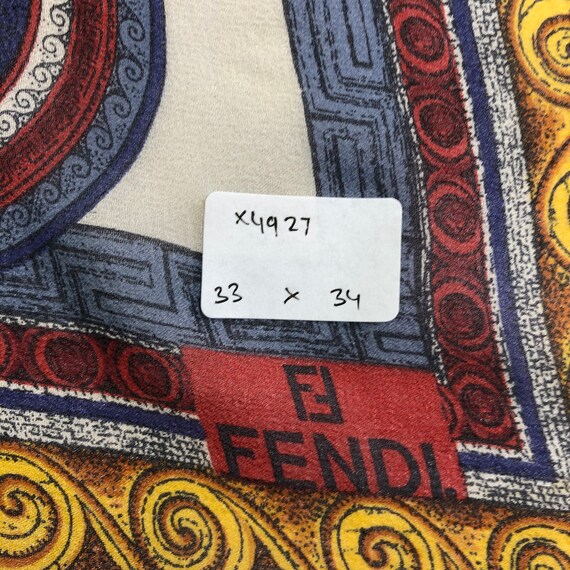 x4927
33 x 34
FF
FENDI.